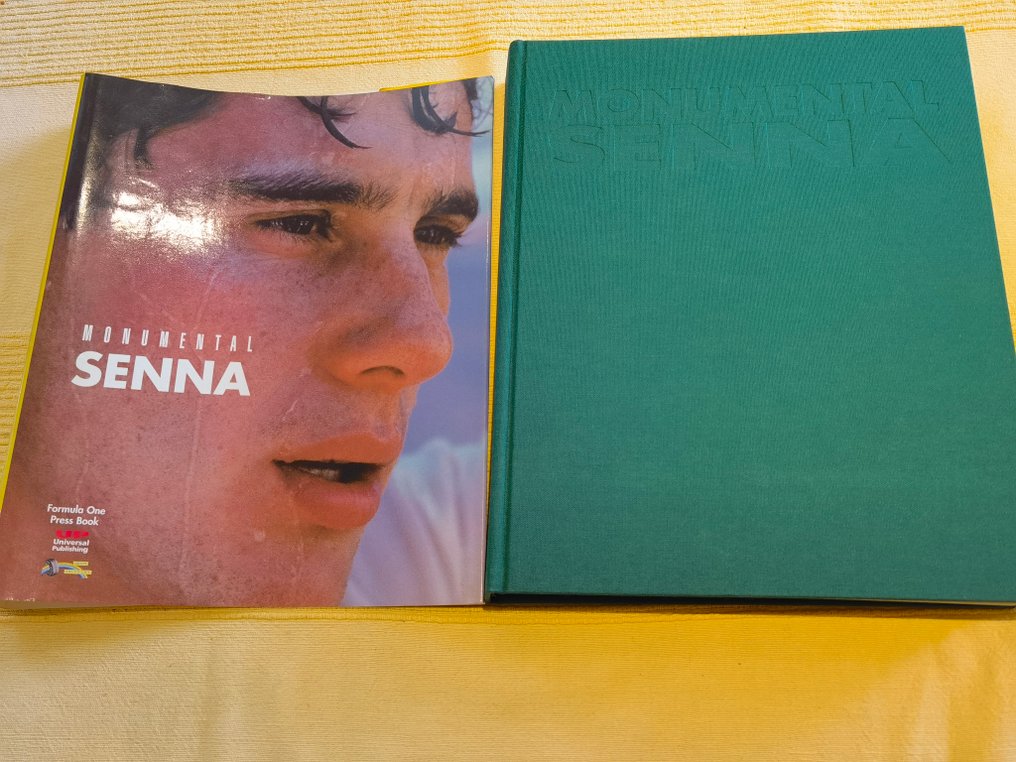 MONUMENTAL
SENNA
Formula One
Press Book
Universal
Publishing
MONUMENTAL
SENNA